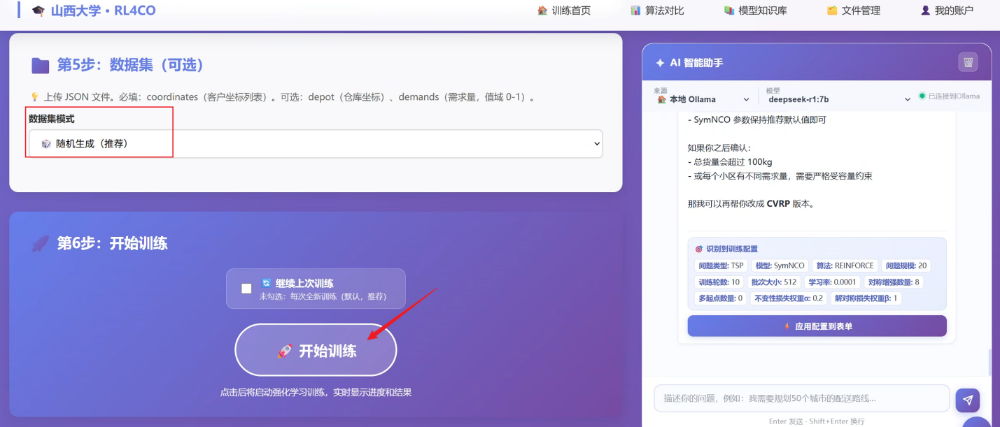 山西大学·RL4CO
训练首页 算法对比 模型知识库 文件管理 我的账户
第5步：数据集（可选）
上传 JSON 文件。必填：coordinates（客户坐标列表）。可选：depot（仓库坐标）、demands（需求量，值域 0-1）。
数据集模式
随机生成（推荐）
第6步：开始训练
继续上次训练
未勾选：每次全新训练（默认，推荐）
开始训练
点击后将启动强化学习训练，实时显示进度和结果
AI 智能助手
来源
本地 Ollama
模型
deepseek-r1:7b
已连接到Ollama
- SymNCO 参数保持推荐默认值即可
如果你之后确认：
- 总货量会超过 100kg
- 或每个小区有不同需求量，需要严格受容量约束
那我可以再帮你改成 CVRP 版本。
识别到训练配置
问题类型: TSP 模型: SymNCO 算法: REINFORCE 问题规模: 20
训练轮数: 10 批次大小: 512 学习率: 0.0001 对称增强数量: 8
多起点数量: 0 不变性损失权重α: 0.2 解对称损失权重β: 1
应用配置到表单
描述你的问题，例如：我需要规划50个城市的配送路线...
Enter 发送 · Shift+Enter 换行